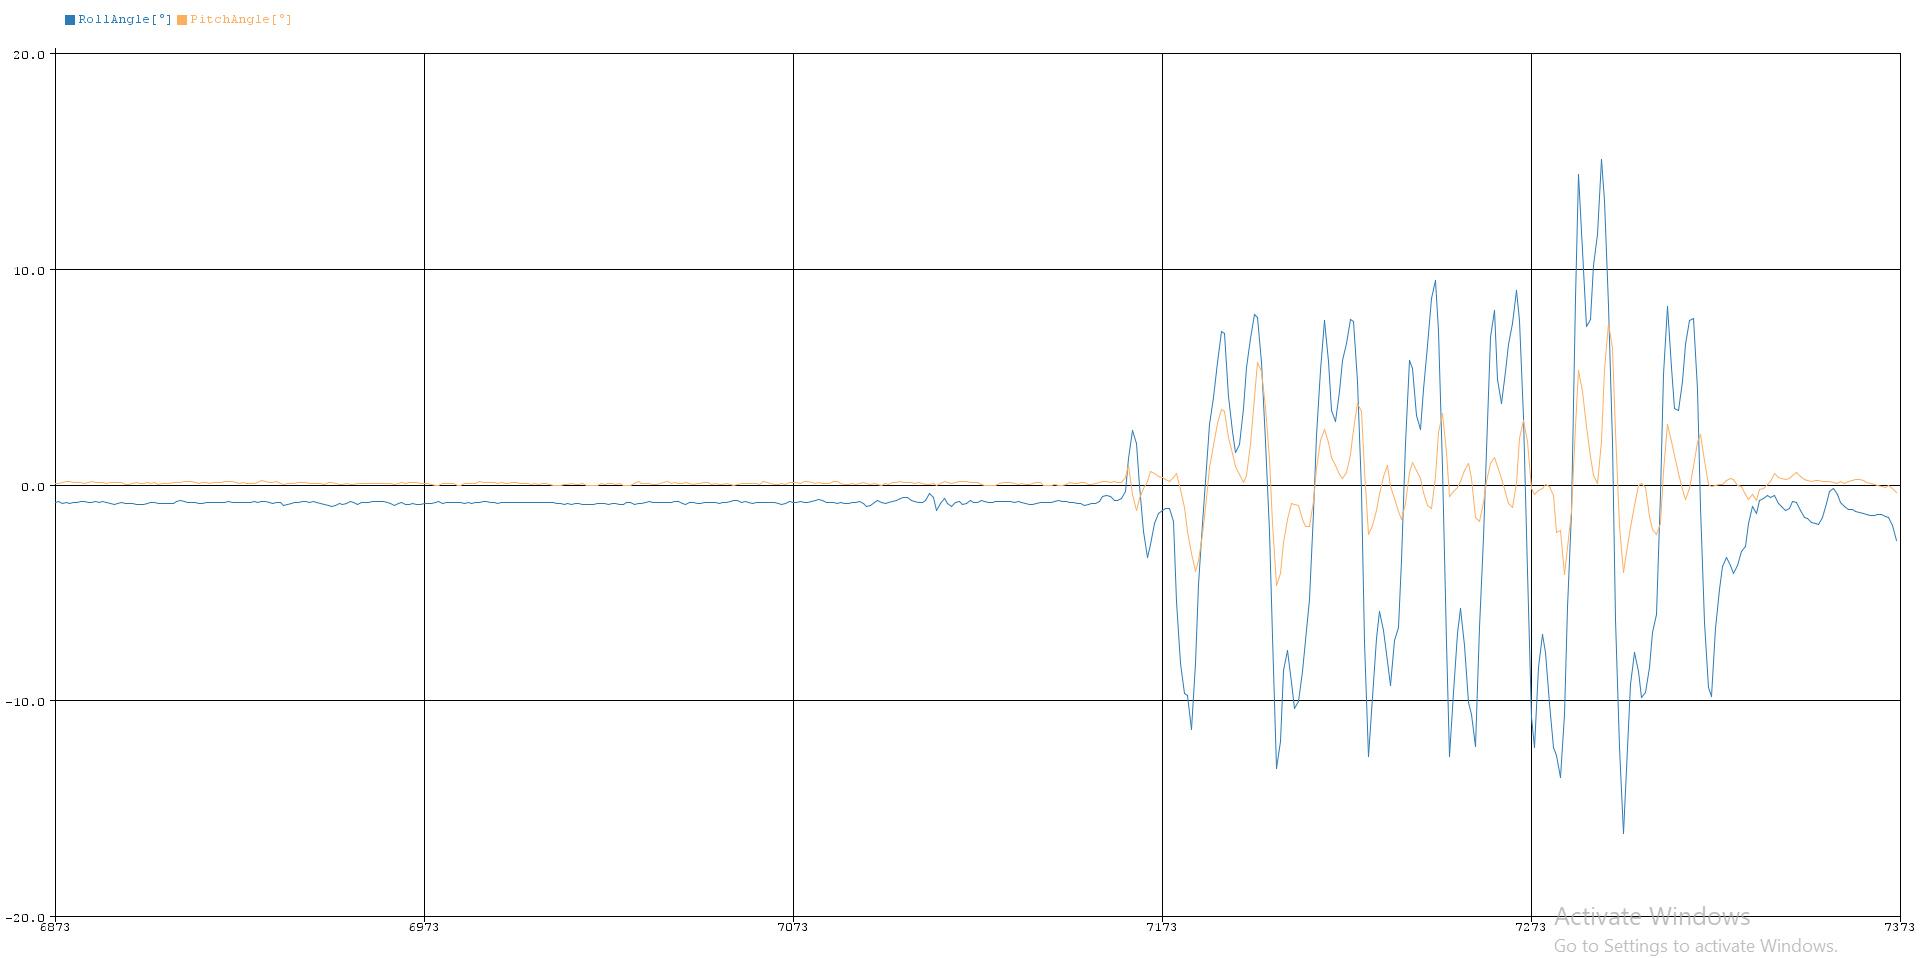 RollAngle[°] PitchAngle[°]
20.0
10.0
0.0
-10.0
-20.0
6873 6973 7073 7173 7273 7373
Activate Windows
Go to Settings to activate Windows.